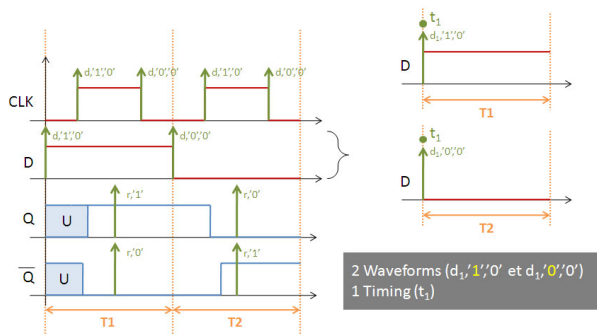 t1
d,'1','0' d,'0','0' d,'1','0' d,'0','0' d1,'1','0'
CLK
D
T1
d,'1','0' d,'0','0'
t1
D
d1,'0','0'
r,'1' r,'0'
D
Q U
T2
r,'0' r,'1'
Q U
2 Waveforms (d1,'1','0' et d1,'0','0')
1 Timing (t1)
T1 T2